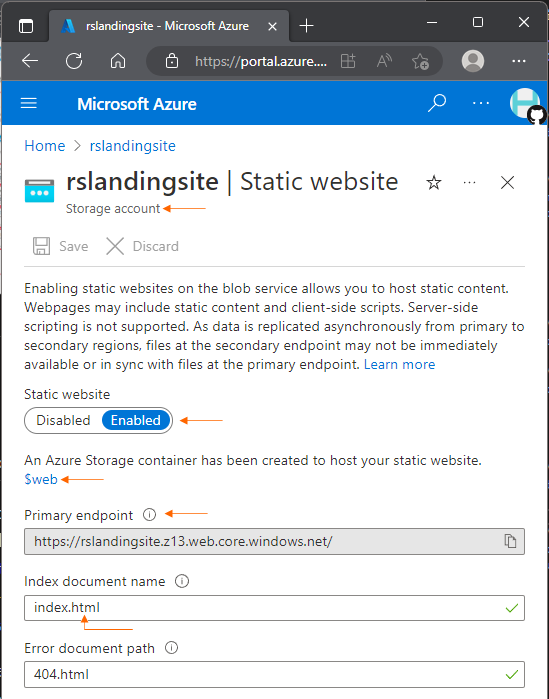 rslandingsite - Microsoft Azure
https://portal.azure....
Microsoft Azure
Home > rslandingsite
rslandingsite | Static website
Storage account
Save Discard
Enabling static websites on the blob service allows you to host static content.
Webpages may include static content and client-side scripts. Server-side
scripting is not supported. As data is replicated asynchronously from primary to
secondary regions, files at the secondary endpoint may not be immediately
available or in sync with files at the primary endpoint. Learn more
Static website
Disabled Enabled
An Azure Storage container has been created to host your static website.
$web
Primary endpoint
https://rslandingsite.z13.web.core.windows.net/
Index document name
index.html
Error document path
404.html